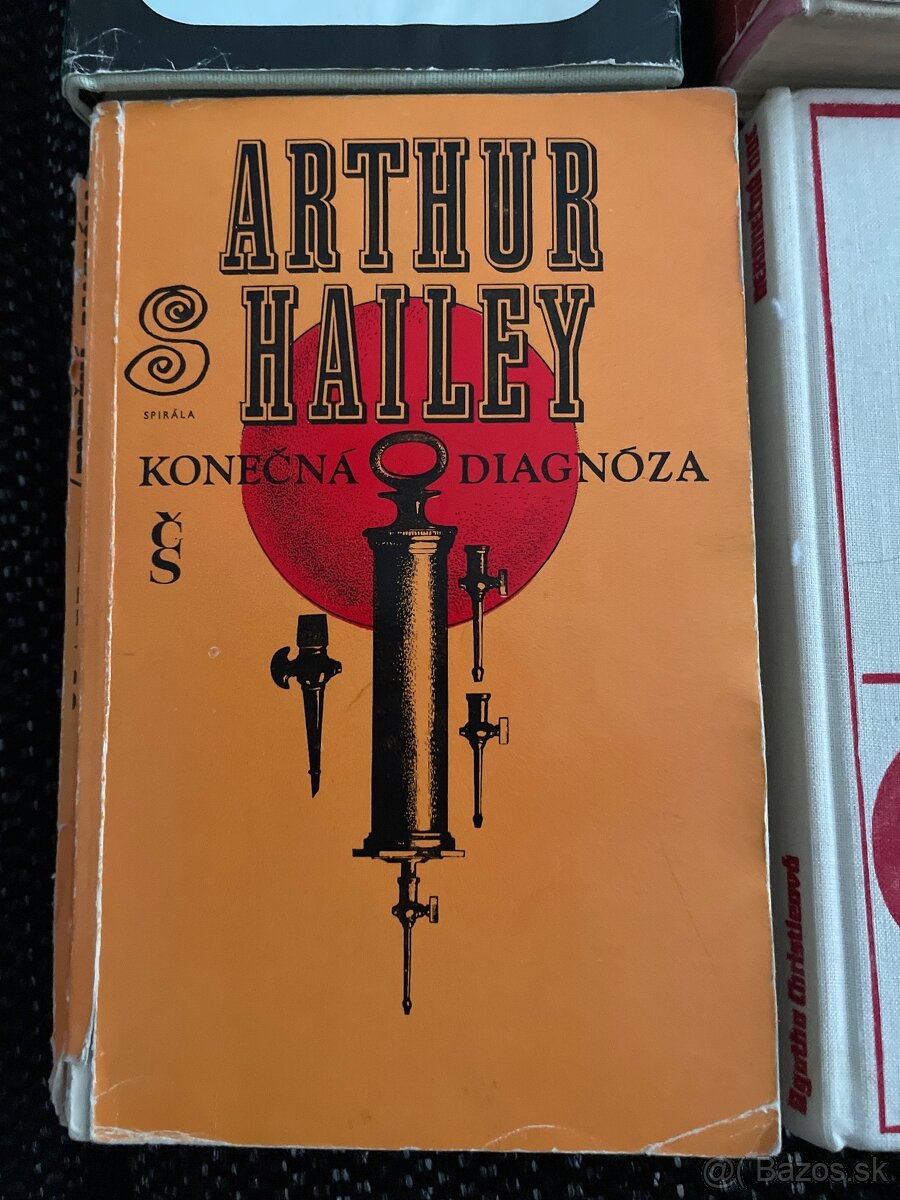 ARTHUR
HAILEY
SPIRÁLA
KONEČNÁ DIAGNÓZA
ČS
Agatha Christieová
@( Bazos.sk